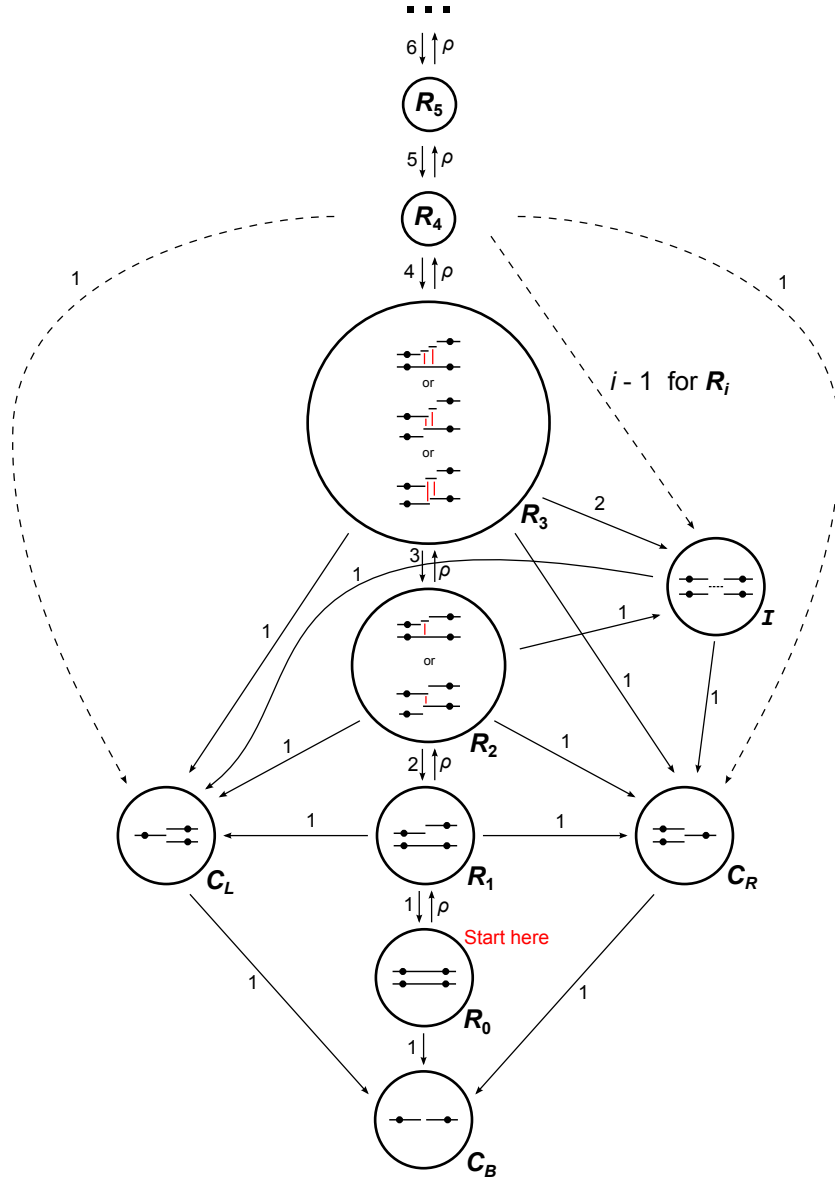 ...
6 ρ
R5
5 ρ
R4
1
1
4 ρ
i - 1 for Ri
or
or
R3
2
3 ρ
1
1
1
1
1
I
or
R2
1
1
2 ρ
1
1
CL
R1
CR
1 ρ
Start here
1
1
R0
1
CB